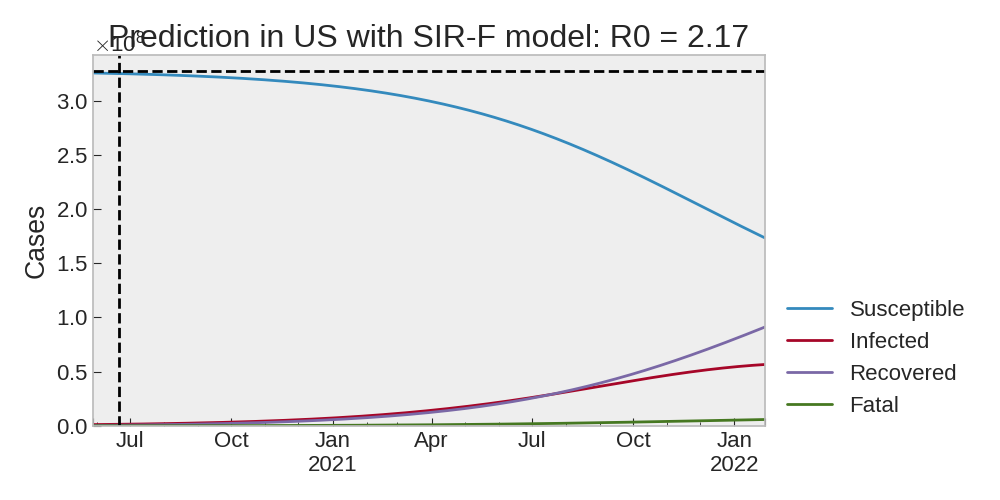 Prediction in US with SIR-F model: R0 = 2.17
×10⁸
3.0
2.5
2.0
1.5
1.0
0.5
0.0
Cases
Jul
Oct
Jan
2021
Apr
Jul
Oct
Jan
2022
Susceptible
Infected
Recovered
Fatal